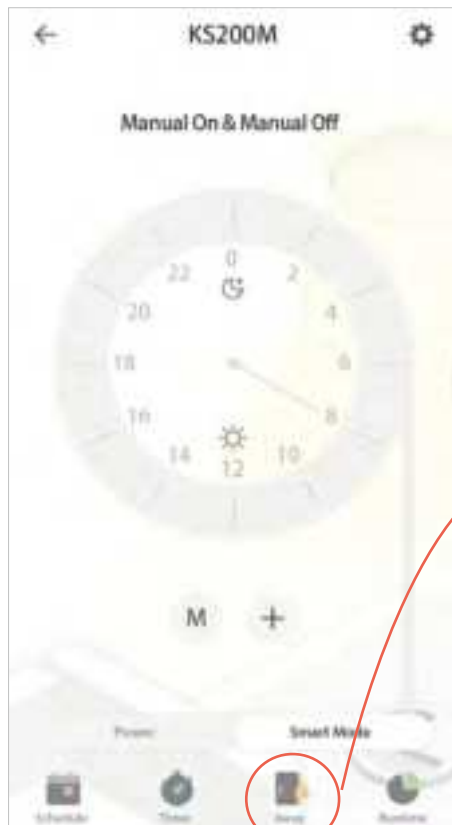 KS200M
Manual On & Manual Off
0
22 2
20 4
18 6
16 8
14 10
12
M +
Power Smart Mode
Schedule Timer Away Runtime